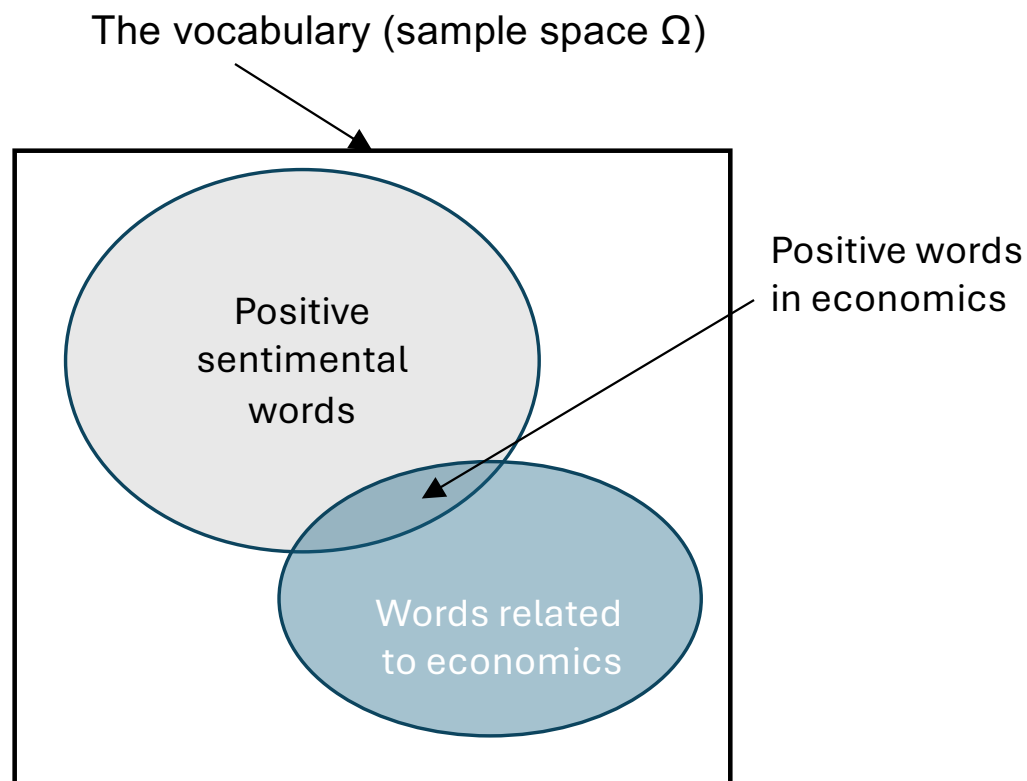 The vocabulary (sample space Ω)
Positive words
in economics
Positive
sentimental
words
Words related
to economics